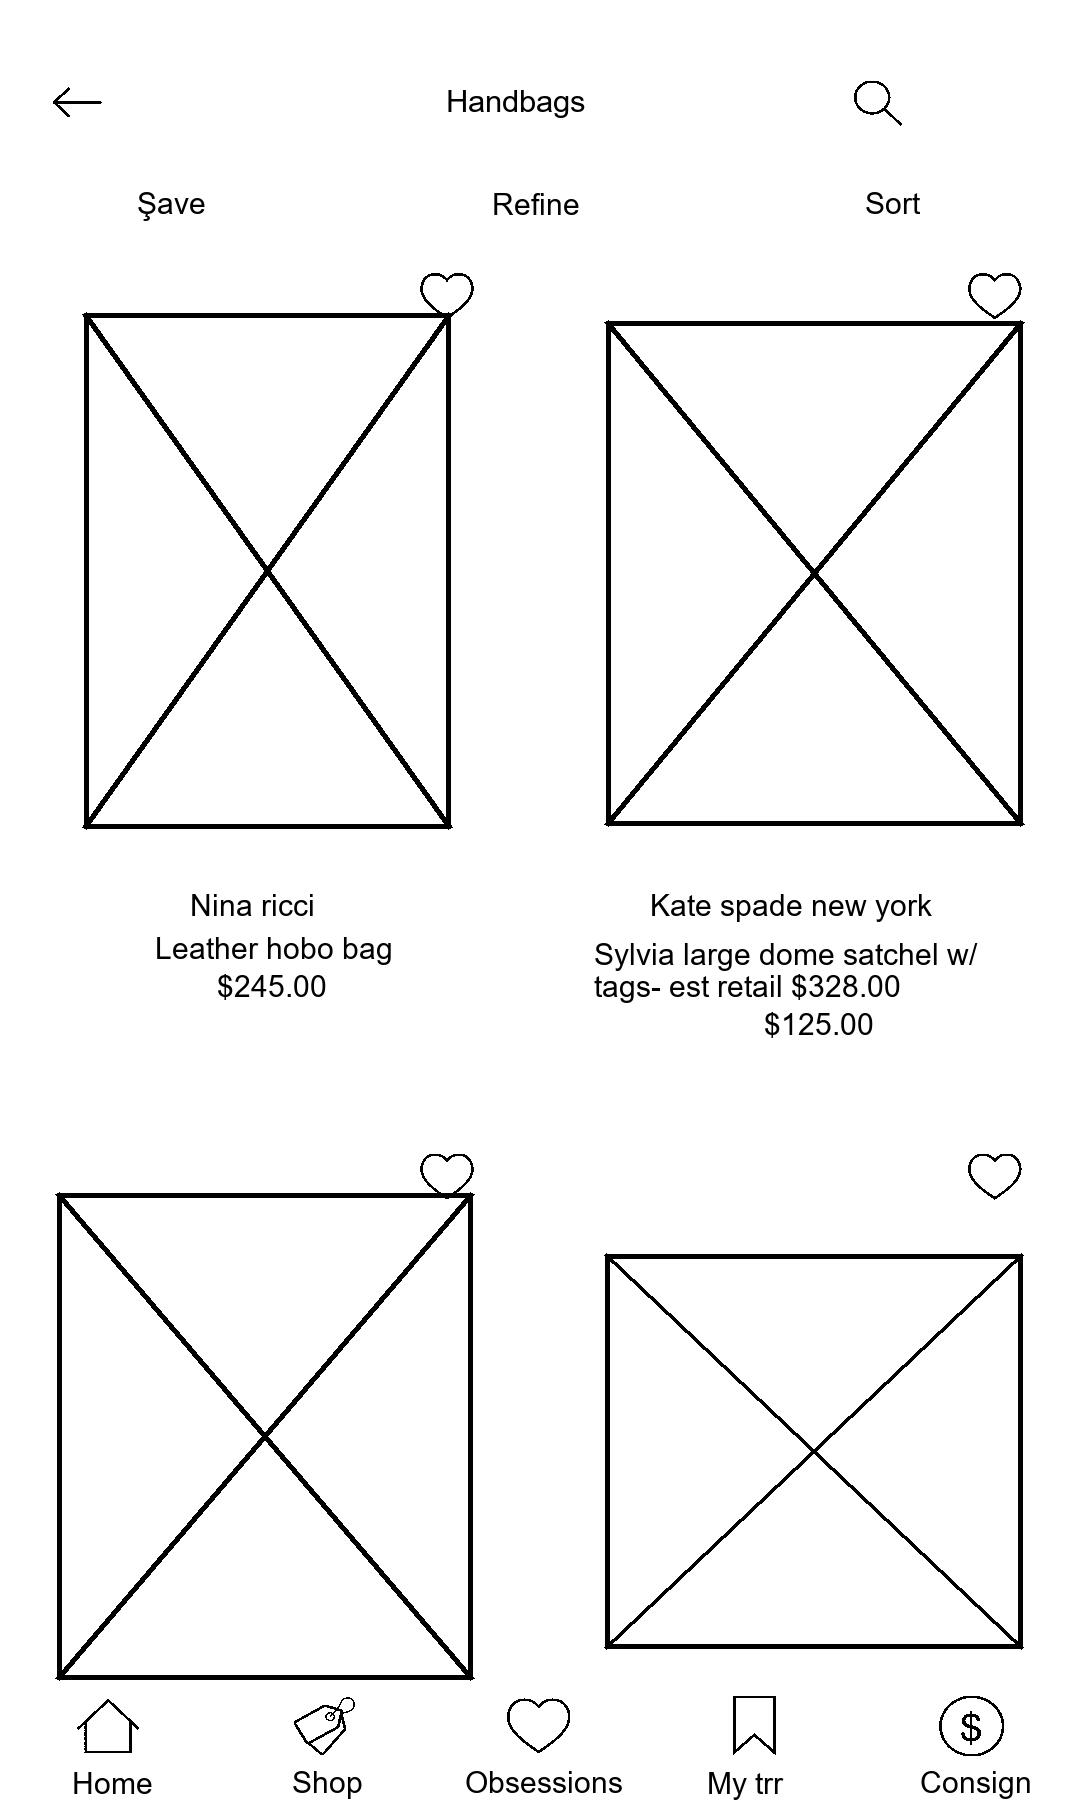 Handbags
Şave
Refine
Sort
Nina ricci
Leather hobo bag
$245.00
Kate spade new york
Sylvia large dome satchel w/
tags- est retail $328.00
$125.00
$
Home
Shop
Obsessions
My trr
Consign